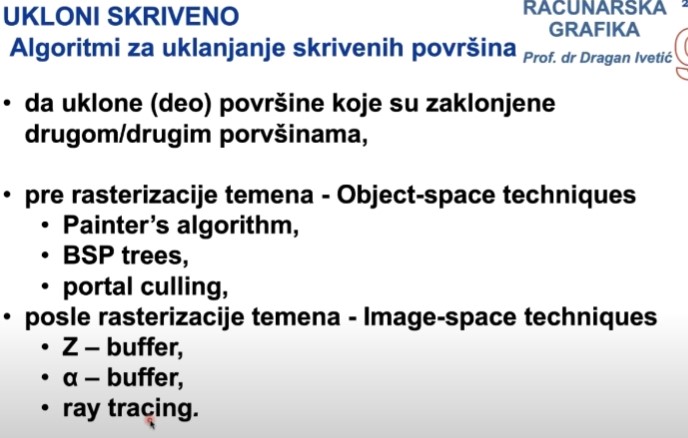 UKLONI SKRIVENO
Algoritmi za uklanjanje skrivenih površina
RAČUNARSKA
GRAFIKA
Prof. dr Dragan Ivetić
• da uklone (deo) površine koje su zaklonjene
drugom/drugim porvšinama,
• pre rasterizacije temena - Object-space techniques
• Painter's algorithm,
• BSP trees,
• portal culling,
• posle rasterizacije temena - Image-space techniques
• Z – buffer,
• α – buffer,
• ray tracing.